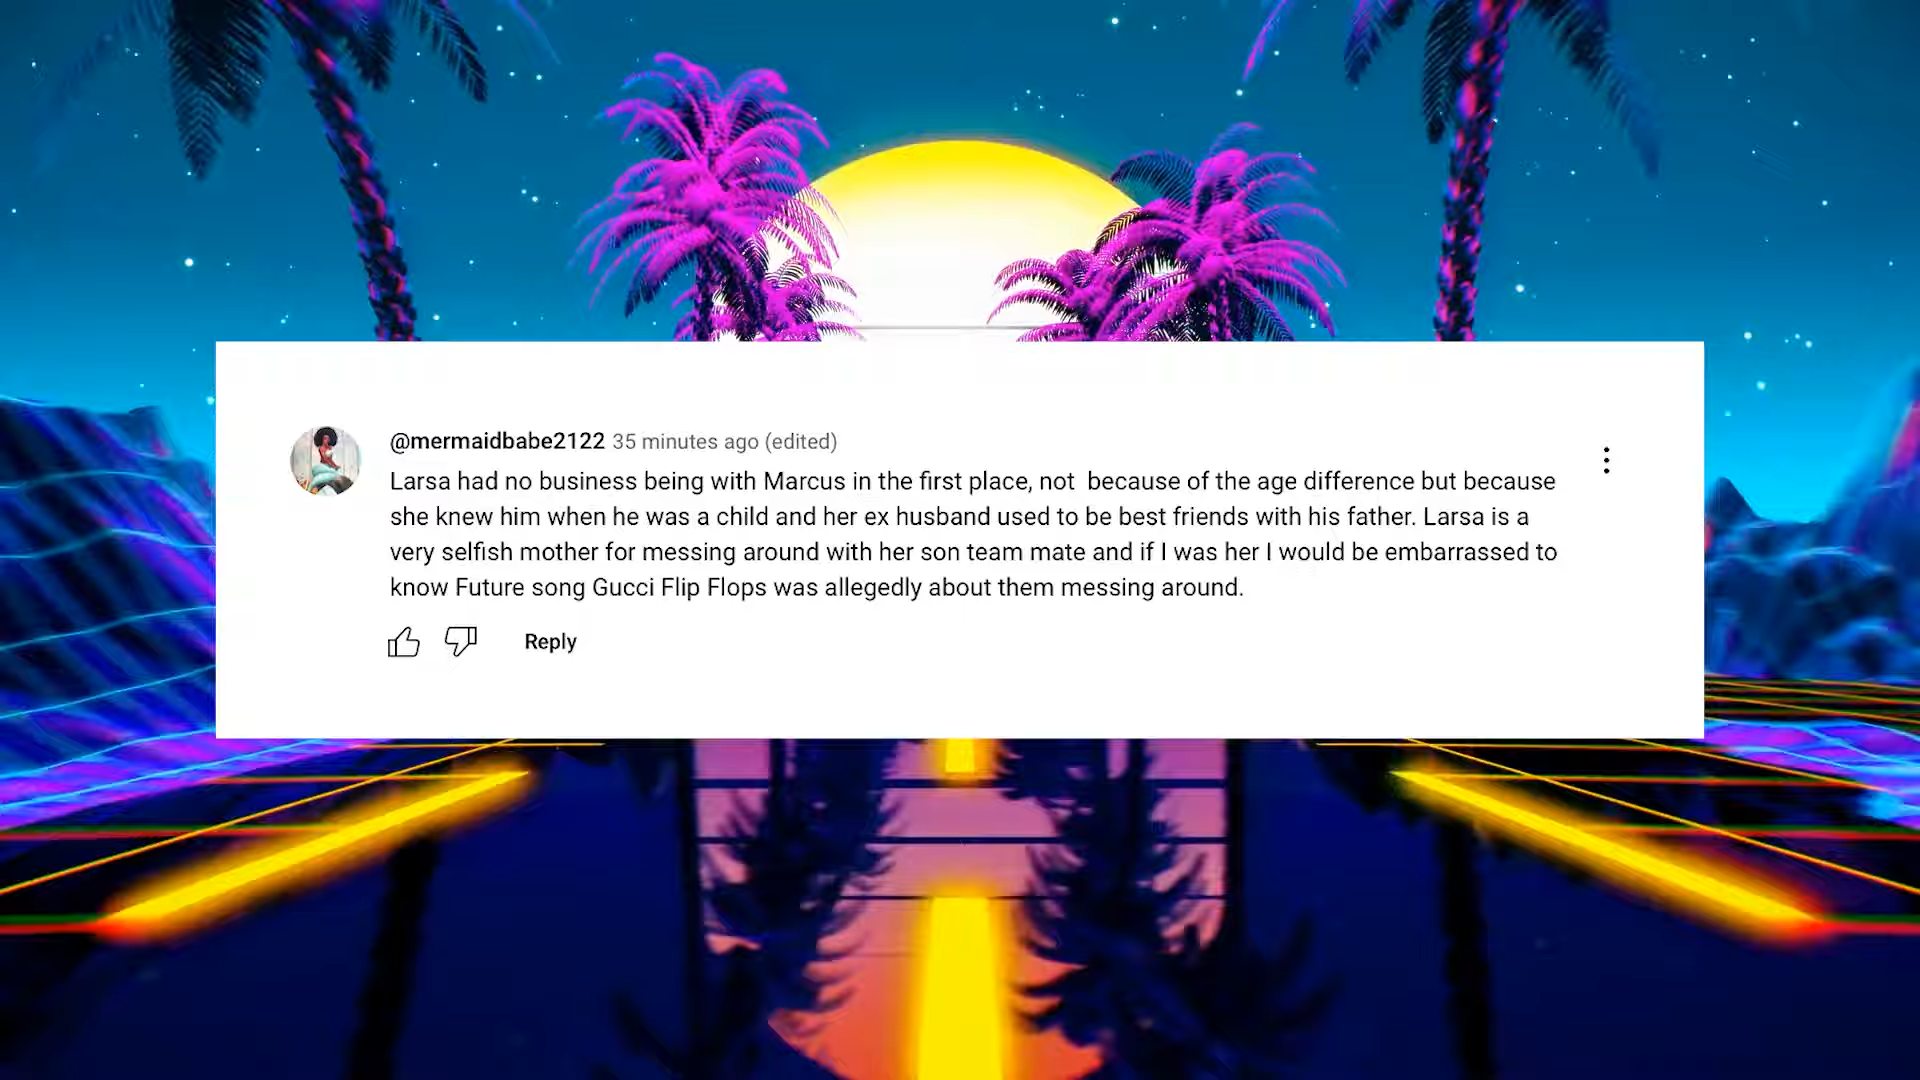 @mermaidbabe2122 35 minutes ago (edited)
Larsa had no business being with Marcus in the first place, not  because of the age difference but because
she knew him when he was a child and her ex husband used to be best friends with his father. Larsa is a
very selfish mother for messing around with her son team mate and if I was her I would be embarrassed to
know Future song Gucci Flip Flops was allegedly about them messing around.
Reply